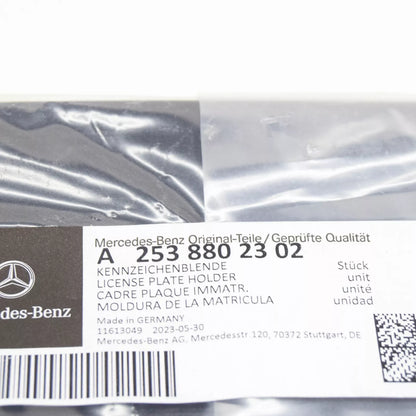 Mercedes-Benz Original-Teile/Geprüfte Qualität
A 253 880 23 02
KENNZEICHENBLENDE Stück
LICENSE PLATE HOLDER unit
CADRE PLAQUE IMMATR. unité
MOLDURA DE LA MATRICULA unidad
Made in GERMANY
11613049 2023-05-30
Mercedes-Benz AG, Mercedesstr.120, 70372 Stuttgart, DE